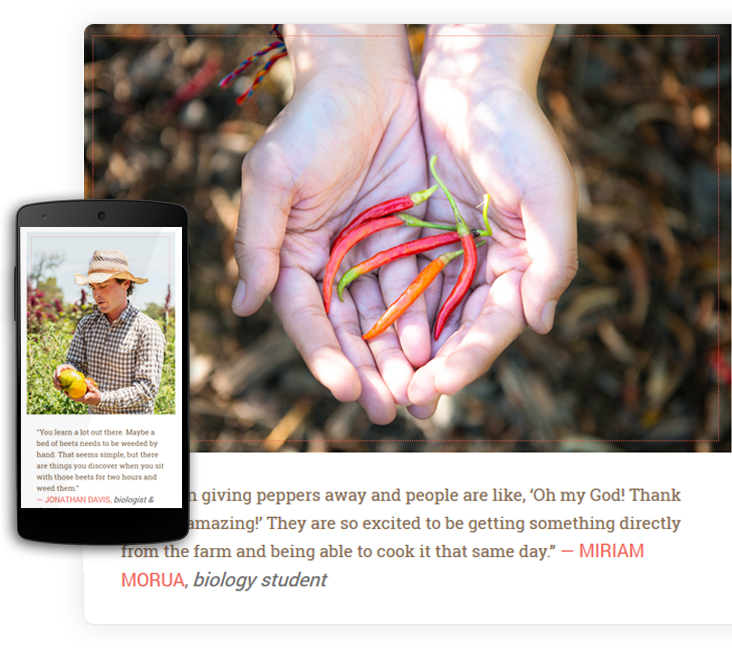 "You learn a lot out there. Maybe a
bed of beets needs to be weeded by
hand. That seems simple, but there
are things you discover when you sit
with those beets for two hours and
weed them."
— JONATHAN DAVIS, biologist &
giving peppers away and people are like, ‘Oh my God! Thank
amazing!’ They are so excited to be getting something directly
from the farm and being able to cook it that same day.” — MIRIAM
MORUA, biology student